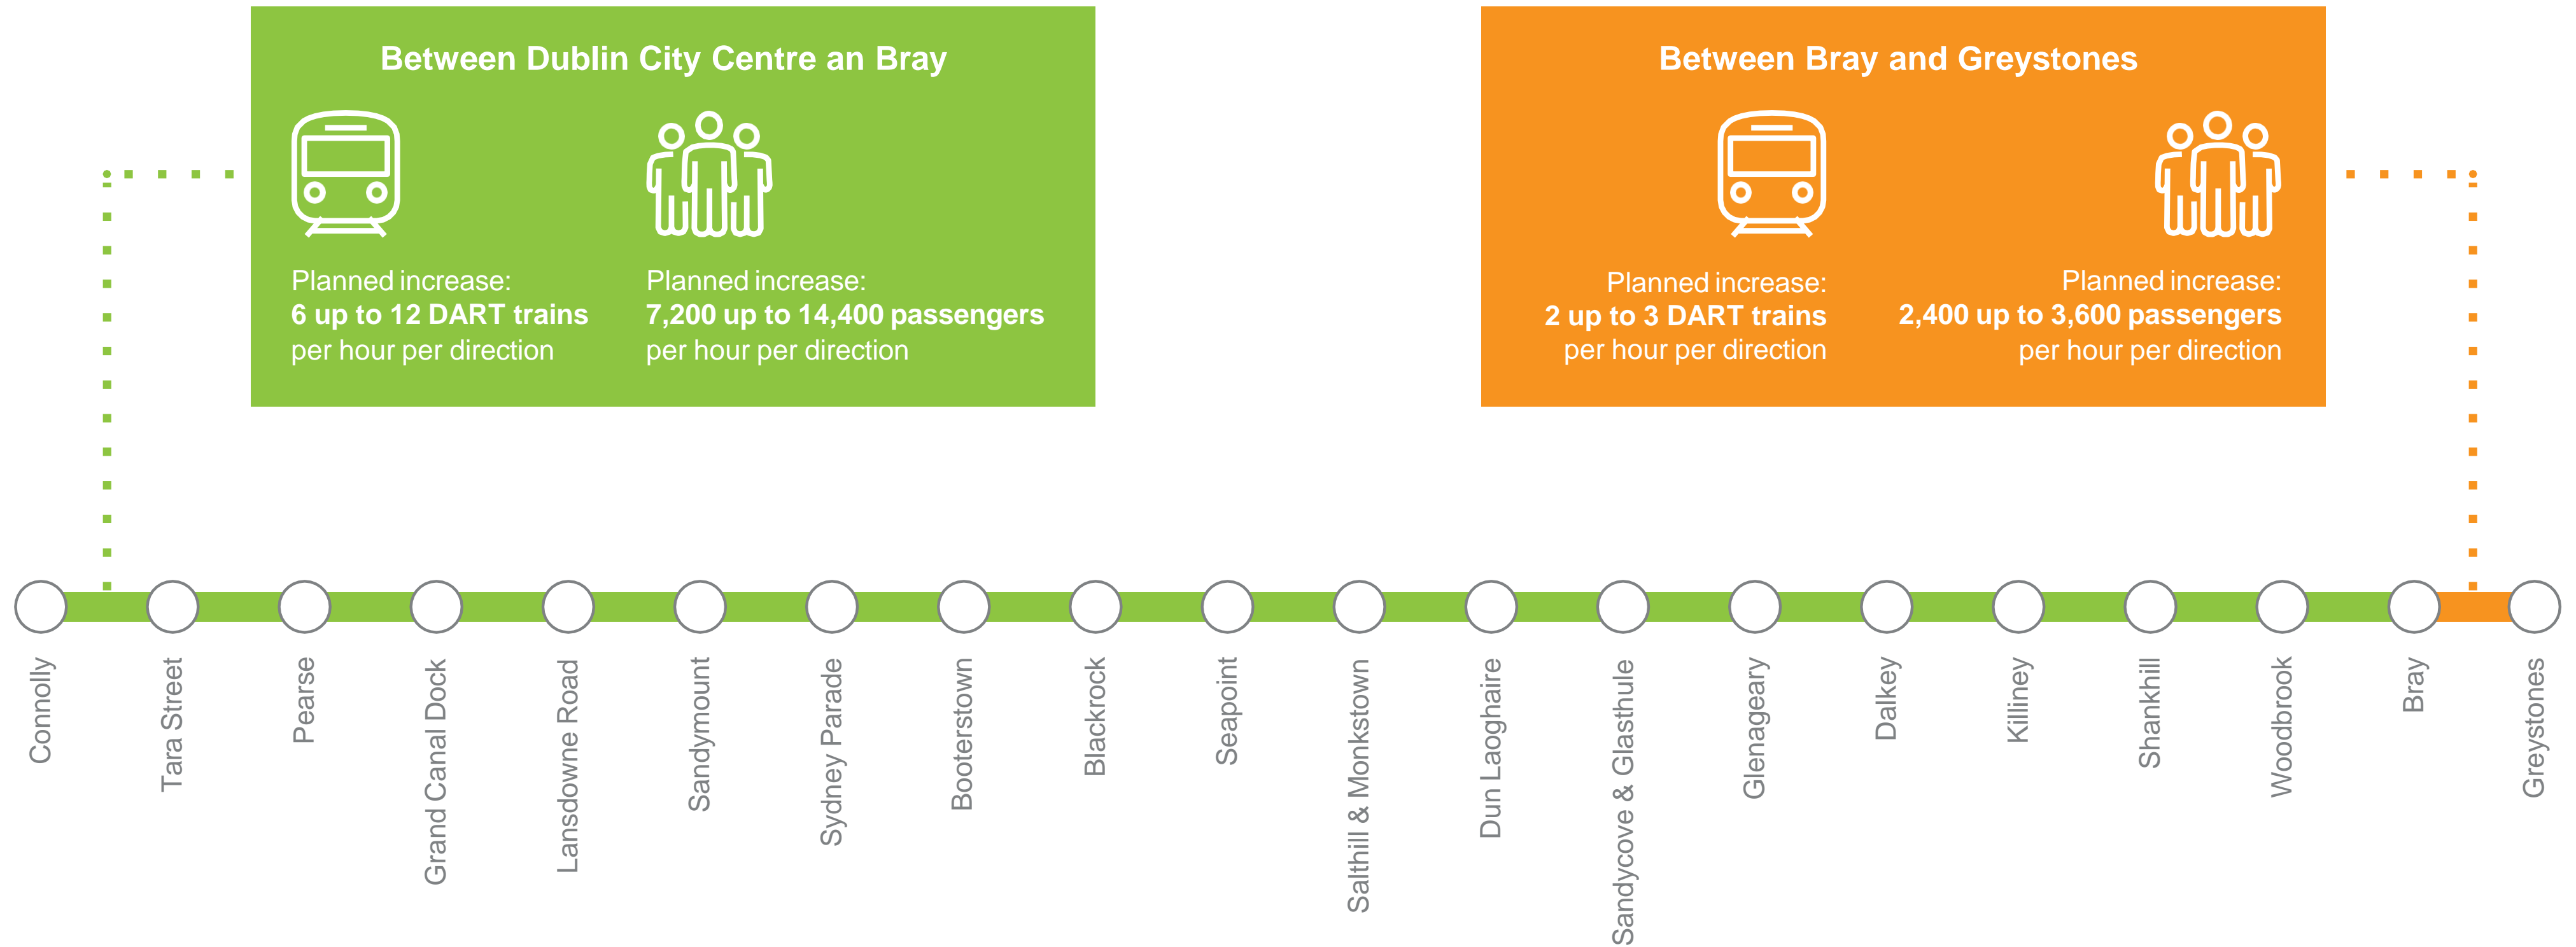 Between Dublin City Centre an Bray
Planned increase:
6 up to 12 DART trains
per hour per direction
Planned increase:
7,200 up to 14,400 passengers
per hour per direction
Between Bray and Greystones
Planned increase:
2 up to 3 DART trains
per hour per direction
Planned increase:
2,400 up to 3,600 passengers
per hour per direction
Connolly
Tara Street
Pearse
Grand Canal Dock
Lansdowne Road
Sandymount
Sydney Parade
Booterstown
Blackrock
Seapoint
Salthill & Monkstown
Dun Laoghaire
Sandycove & Glasthule
Glenageary
Dalkey
Killiney
Shankhill
Woodbrook
Bray
Greystones